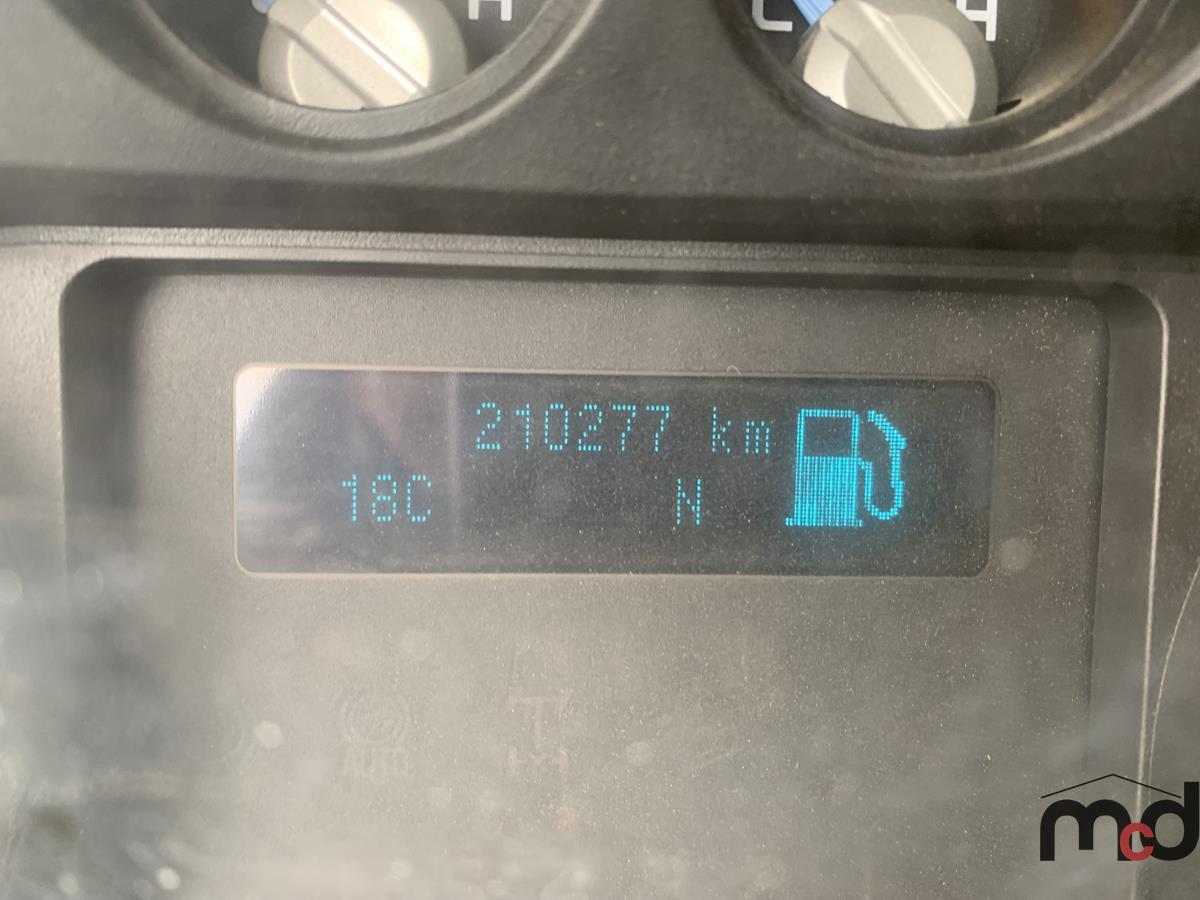 H
C H
210277 km
18C N
AUTO
mcd